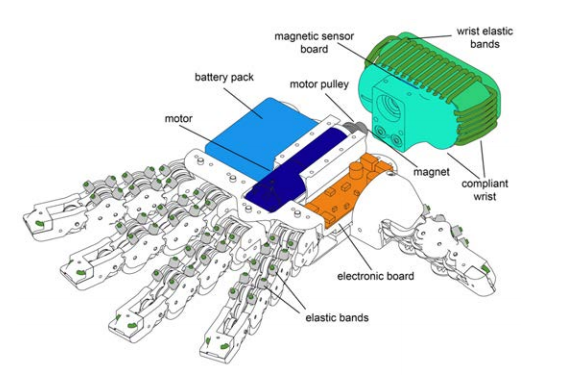 wrist elastic
bands
magnetic sensor
board
battery pack
motor pulley
motor
magnet
compliant
wrist
electronic board
elastic bands